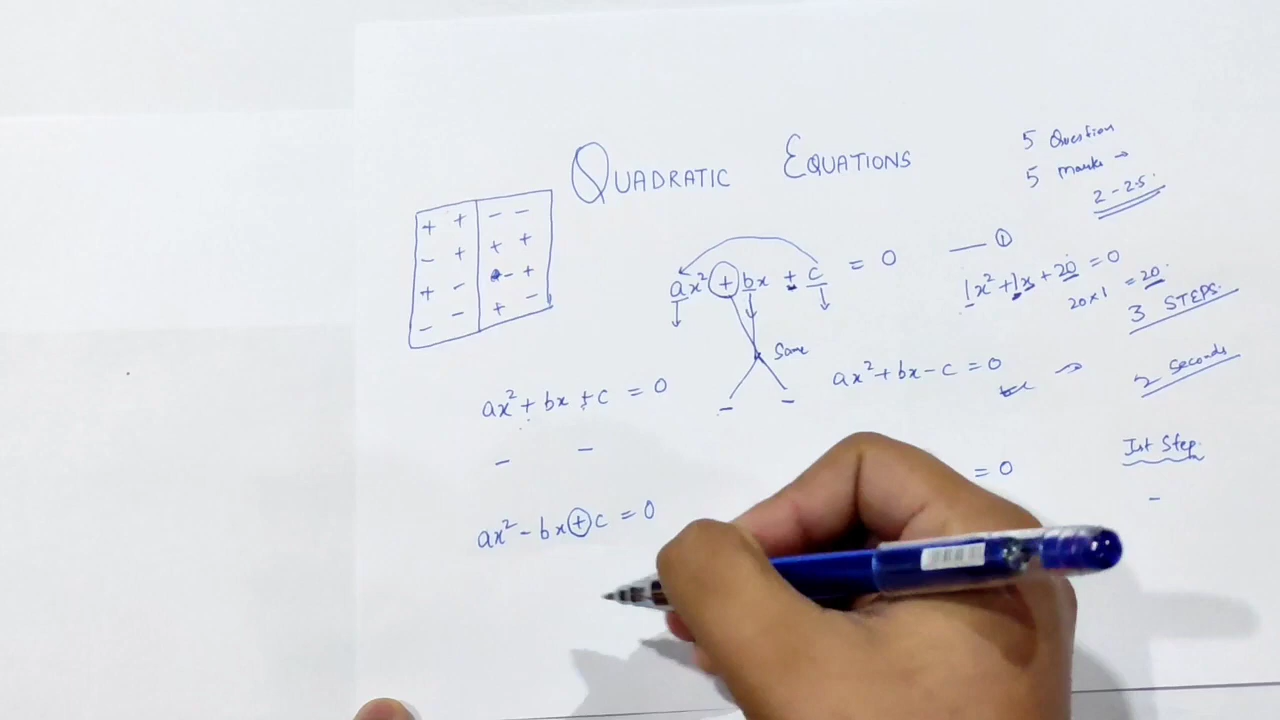 QUADRATIC EQUATIONS
5 Question
5 marks →
2 - 2.5.
+ + - -
- + + +
+ - - +
- - + -
ax² + bx + c = 0 — ①
Same
- -
1x² + 1x + 20 = 0
20 x 1 = 20
3 STEPS.
2 seconds
ax² + bx + c = 0
- -
ax² + bx - c = 0
Ist Step
-
ax² - bx + c = 0
= 0